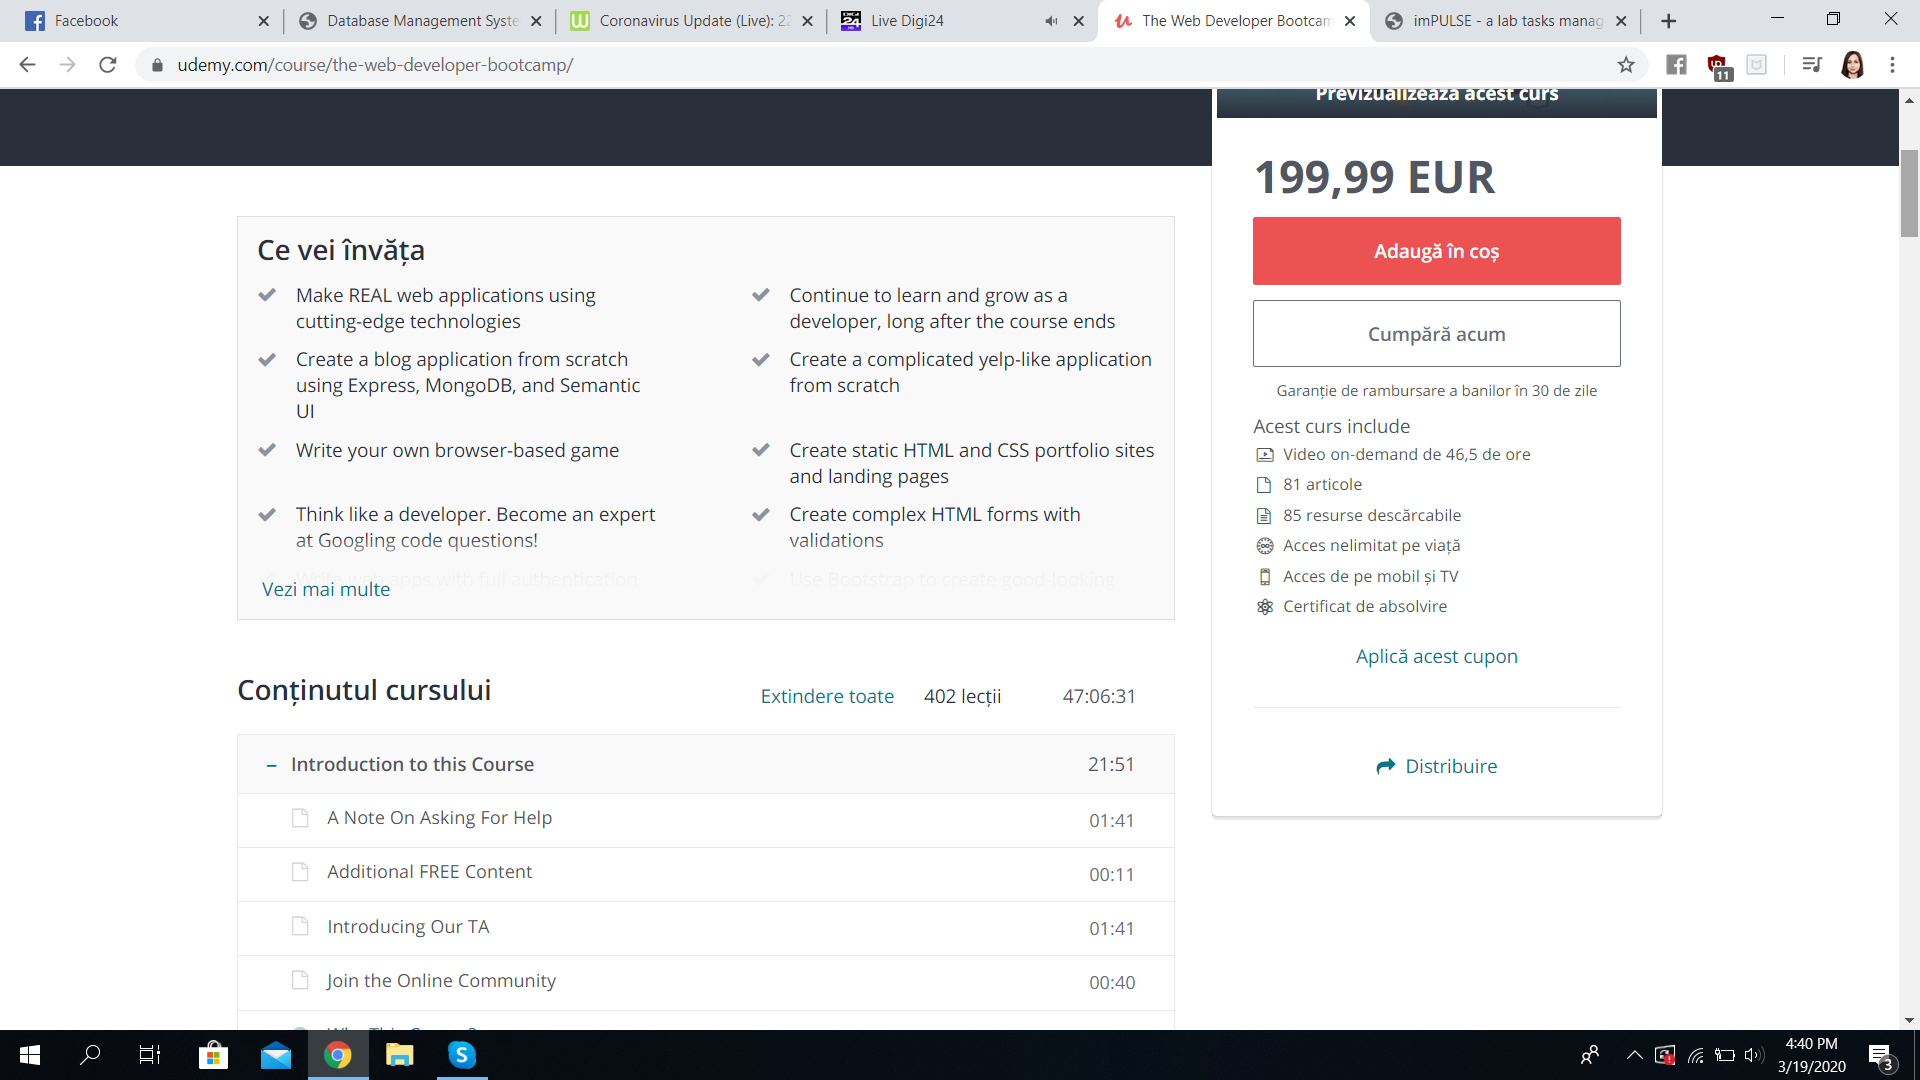 Facebook
Database Management Syste
Coronavirus Update (Live): 22
Live Digi24
The Web Developer Bootcam
imPULSE - a lab tasks manag
udemy.com/course/the-web-developer-bootcamp/
11
Previzualizează acest curs
199,99 EUR
Adaugă în coș
Cumpără acum
Garanție de rambursare a banilor în 30 de zile
Acest curs include
Video on-demand de 46,5 de ore
81 articole
85 resurse descărcabile
Acces nelimitat pe viață
Acces de pe mobil și TV
Certificat de absolvire
Aplică acest cupon
Distribuire
Ce vei învăța
Make REAL web applications using
cutting-edge technologies
Continue to learn and grow as a
developer, long after the course ends
Create a blog application from scratch
using Express, MongoDB, and Semantic
UI
Create a complicated yelp-like application
from scratch
Write your own browser-based game
Create static HTML and CSS portfolio sites
and landing pages
Think like a developer. Become an expert
at Googling code questions!
Create complex HTML forms with
validations
Write web apps with full authentication
Use Bootstrap to create good-looking
Vezi mai multe
Conținutul cursului
Extindere toate
402 lecții
47:06:31
Introduction to this Course
21:51
A Note On Asking For Help
01:41
Additional FREE Content
00:11
Introducing Our TA
01:41
Join the Online Community
00:40
4:40 PM
3/19/2020
3